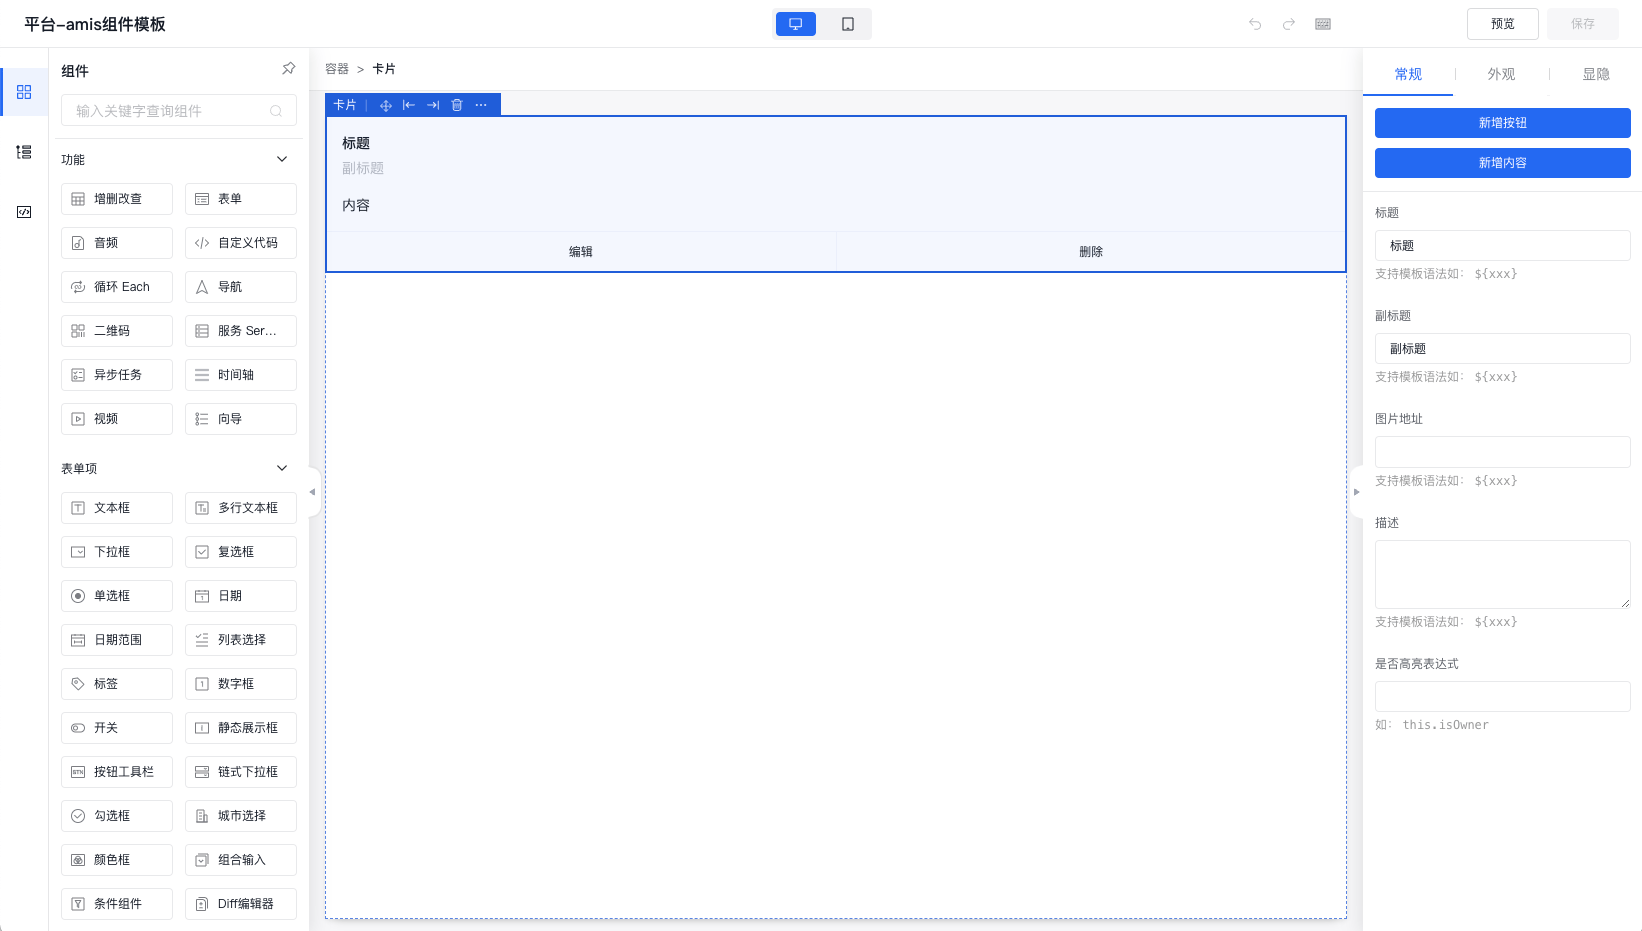 平台-amis组件模板
预览
保存
组件
输入关键字查询组件
功能
增删改查
表单
音频
自定义代码
循环 Each
导航
二维码
服务 Ser...
异步任务
时间轴
视频
向导
表单项
文本框
多行文本框
下拉框
复选框
单选框
日期
日期范围
列表选择
标签
数字框
开关
静态展示框
按钮工具栏
链式下拉框
勾选框
城市选择
颜色框
组合输入
条件组件
Diff编辑器
容器 > 卡片
卡片
标题
副标题
内容
编辑
删除
常规
外观
显隐
新增按钮
新增内容
标题
标题
支持模板语法如: ${xxx}
副标题
副标题
支持模板语法如: ${xxx}
图片地址
支持模板语法如: ${xxx}
描述
支持模板语法如: ${xxx}
是否高亮表达式
如: this.isOwner